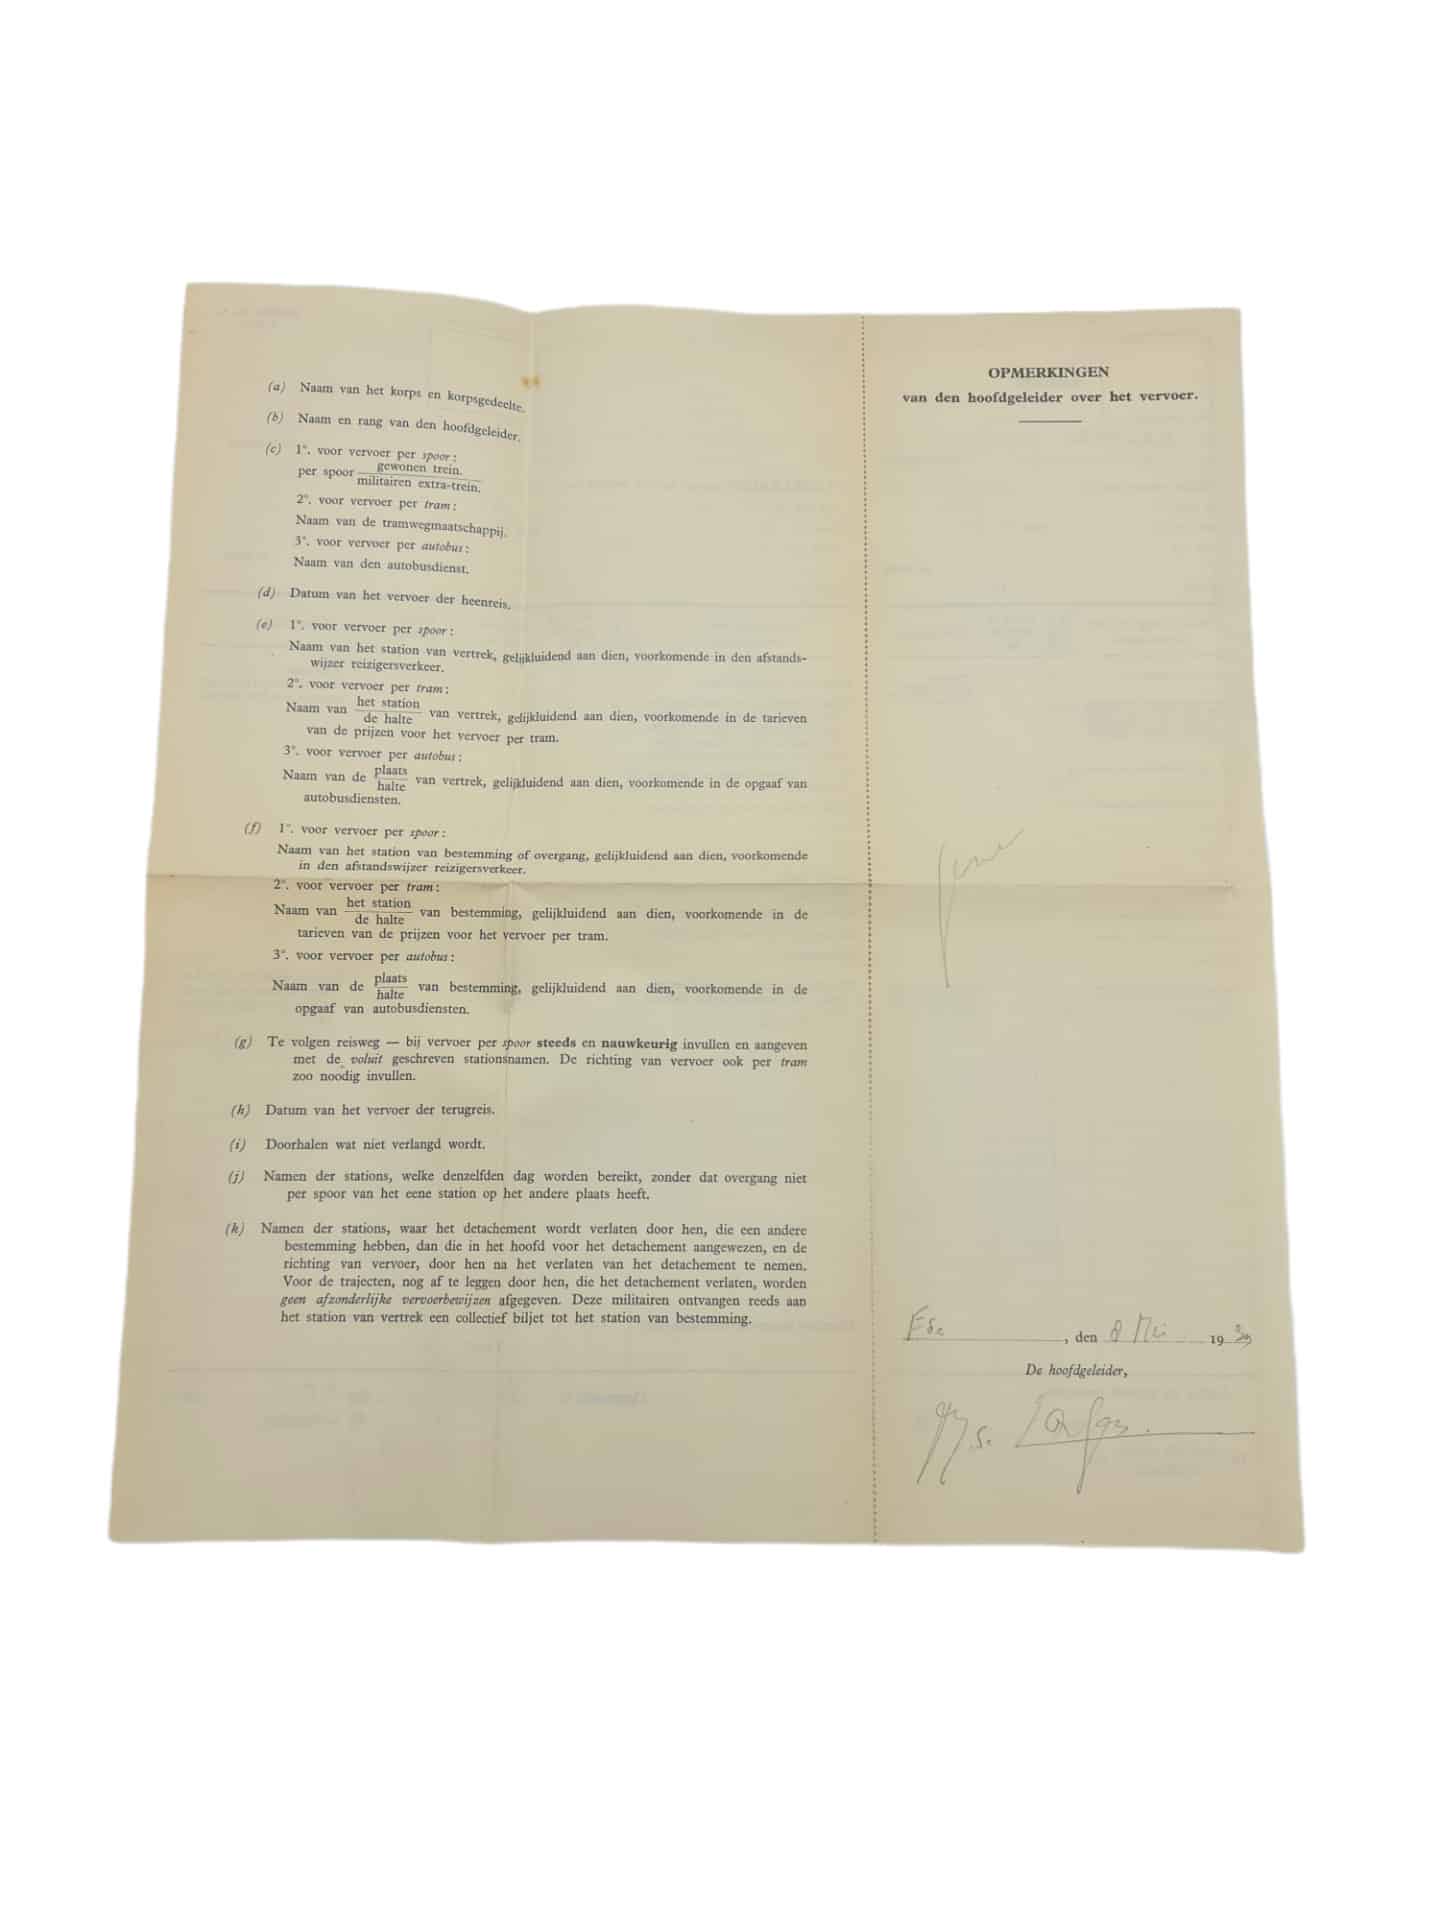 (a) Naam van het korps en korpsgedeelte.
(b) Naam en rang van den hoofdgeleider.
(c) 1°. voor vervoer per spoor:
per spoor gewonen trein.
militairen extra-trein.
2°. voor vervoer per tram:
Naam van de tramwegmaatschappij.
3°. voor vervoer per autobus:
Naam van den autobusdienst.
(d) Datum van het vervoer der heenreis.
(e) 1°. voor vervoer per spoor:
Naam van het station van vertrek, gelijkluidend aan dien, voorkomende in den afstands-
wijzer reizigersverkeer.
2°. voor vervoer per tram:
Naam van het station
de halte van vertrek, gelijkluidend aan dien, voorkomende in de tarieven
van de prijzen voor het vervoer per tram.
3°. voor vervoer per autobus:
Naam van de plaats
halte van vertrek, gelijkluidend aan dien, voorkomende in de opgaaf van
autobusdiensten.
(f) 1°. voor vervoer per spoor:
Naam van het station van bestemming of overgang, gelijkluidend aan dien, voorkomende
in den afstandswijzer reizigersverkeer.
2°. voor vervoer per tram:
Naam van het station
de halte van bestemming, gelijkluidend aan dien, voorkomende in de
tarieven van de prijzen voor het vervoer per tram.
3°. voor vervoer per autobus:
Naam van de plaats
halte van bestemming, gelijkluidend aan dien, voorkomende in de
opgaaf van autobusdiensten.
(g) Te volgen reisweg — bij vervoer per spoor steeds en nauwkeurig invullen en aangeven
met de voluit geschreven stationsnamen. De richting van vervoer ook per tram
zoo noodig invullen.
(h) Datum van het vervoer der terugreis.
(i) Doorhalen wat niet verlangd wordt.
(j) Namen der stations, welke denzelfden dag worden bereikt, zonder dat overgang niet
per spoor van het eene station op het andere plaats heeft.
(k) Namen der stations, waar het detachement wordt verlaten door hen, die een andere
bestemming hebben, dan die in het hoofd voor het detachement aangewezen, en de
richting van vervoer, door hen na het verlaten van het detachement te nemen.
Voor de trajecten, nog af te leggen door hen, die het detachement verlaten, worden
geen afzonderlijke vervoerbewijzen afgegeven. Deze militairen ontvangen reeds aan
het station van vertrek een collectief biljet tot het station van bestemming.
OPMERKINGEN
van den hoofdgeleider over het vervoer.
geene
Ede, den 8 Mei 19
De hoofdgeleider,